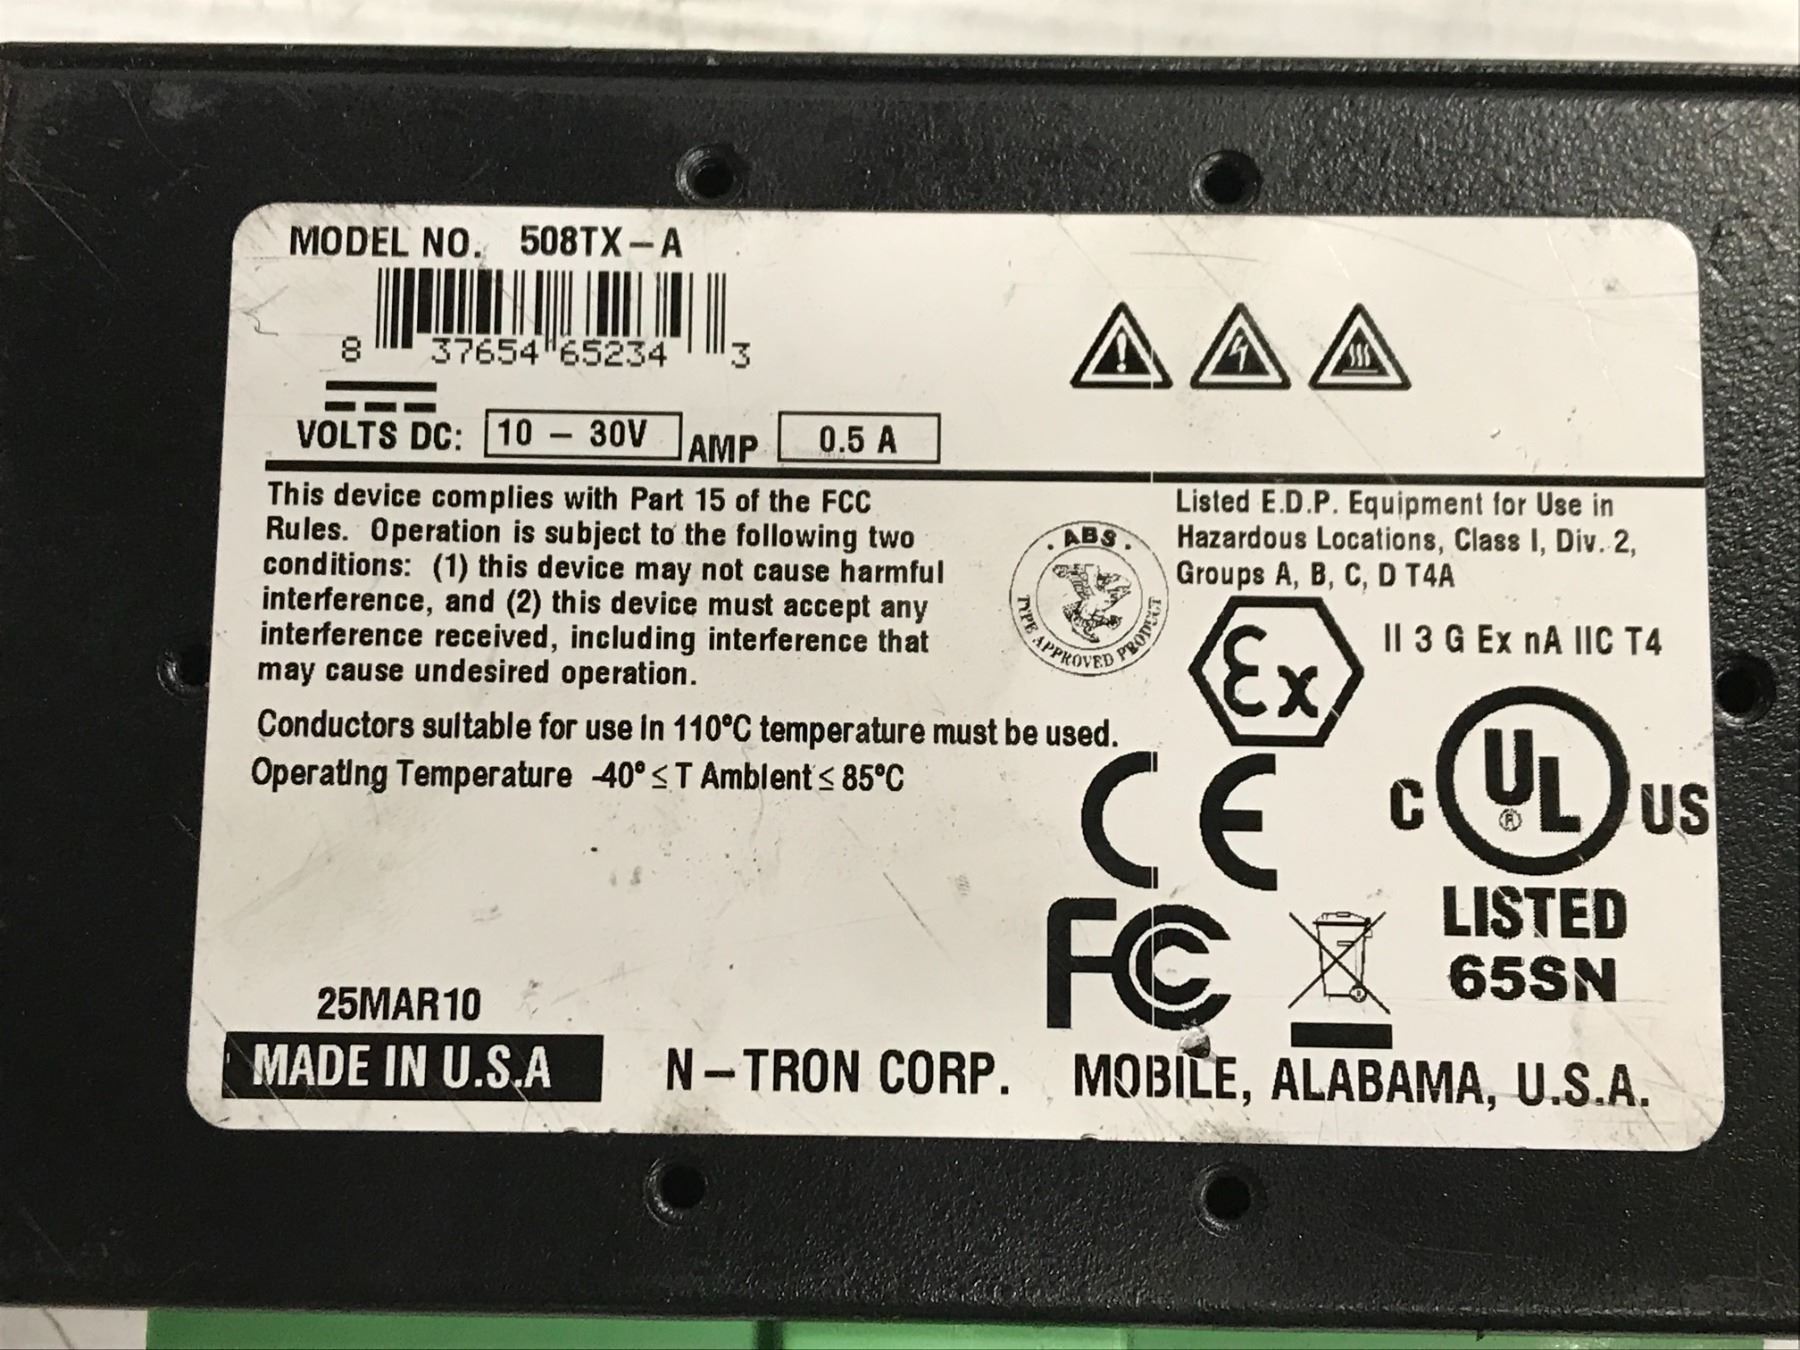 MODEL NO. 508TX-A
8 37654 65234 3
VOLTS DC: 10 - 30V AMP 0.5 A
This device complies with Part 15 of the FCC
Rules. Operation is subject to the following two
conditions: (1) this device may not cause harmful
interference, and (2) this device must accept any
interference received, including interference that
may cause undesired operation.
Conductors suitable for use in 110°C temperature must be used.
Operating Temperature -40° ≤ T Ambient ≤ 85°C
ABS
TYPE APPROVED PRODUCT
Listed E.D.P. Equipment for Use in
Hazardous Locations, Class I, Div. 2,
Groups A, B, C, D T4A
Ex
II 3 G Ex nA IIC T4
CE
C UL ® US
LISTED
65SN
FC
25MAR10
MADE IN U.S.A
N-TRON CORP. MOBILE, ALABAMA, U.S.A.